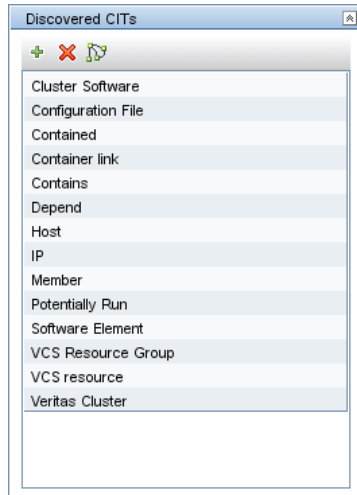 Discovered CITs
Cluster Software
Configuration File
Contained
Container link
Contains
Depend
Host
IP
Member
Potentially Run
Software Element
VCS Resource Group
VCS resource
Veritas Cluster